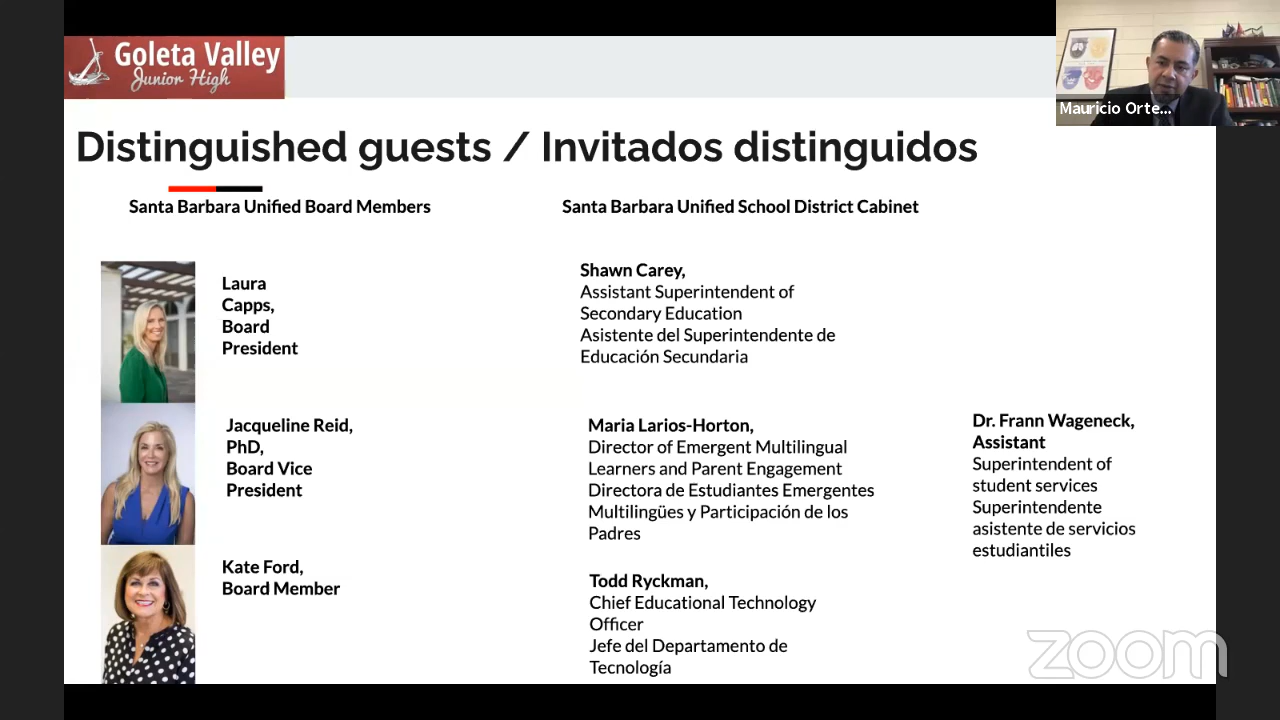 Goleta Valley
Junior High
Mauricio Orte...
Distinguished guests / Invitados distinguidos
Santa Barbara Unified Board Members
Santa Barbara Unified School District Cabinet
Laura
Capps,
Board
President
Shawn Carey,
Assistant Superintendent of
Secondary Education
Asistente del Superintendente de
Educación Secundaria
Jacqueline Reid,
PhD,
Board Vice
President
Maria Larios-Horton,
Director of Emergent Multilingual
Learners and Parent Engagement
Directora de Estudiantes Emergentes
Multilingües y Participación de los
Padres
Dr. Frann Wageneck,
Assistant
Superintendent of
student services
Superintendente
asistente de servicios
estudiantiles
Kate Ford,
Board Member
Todd Ryckman,
Chief Educational Technology
Officer
Jefe del Departamento de
Tecnología
zoom